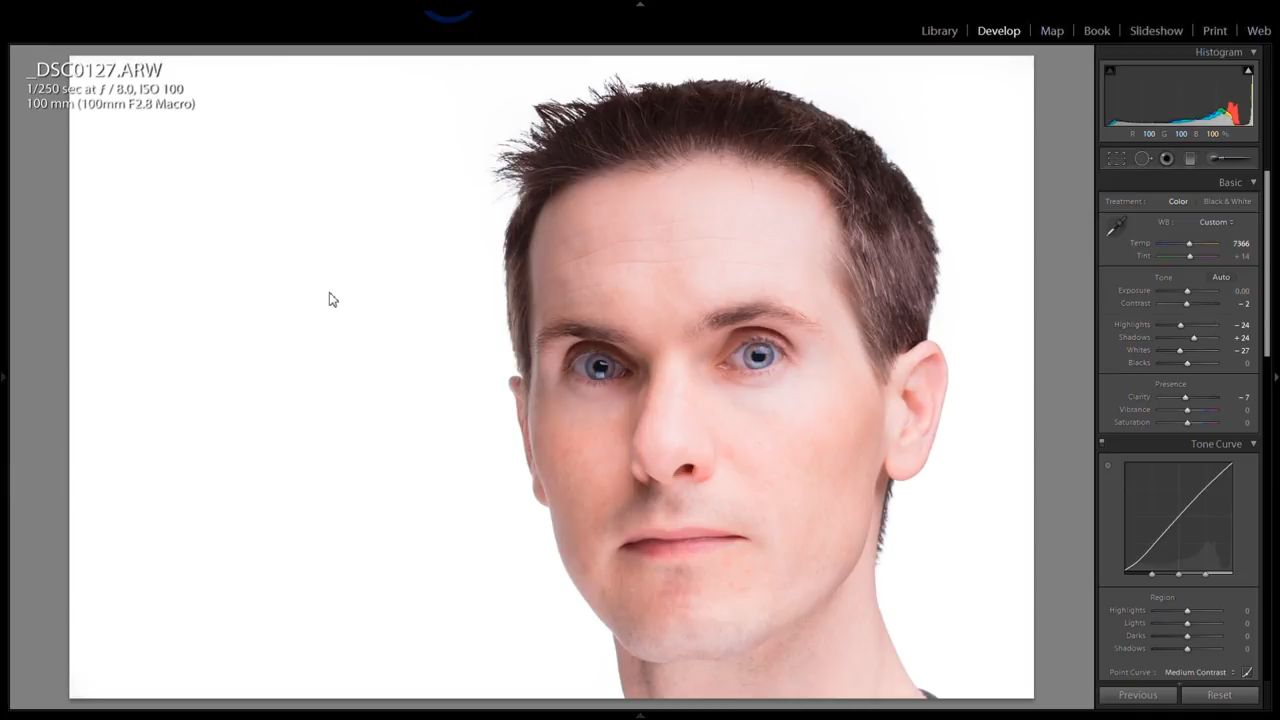 Library | Develop | Map | Book | Slideshow | Print | Web
Histogram
_DSC0127.ARW
1/250 sec at ƒ / 8.0, ISO 100
100 mm (100mm F2.8 Macro)
R 100 G 100 B 100 %
Basic
Treatment : Color Black & White
WB : Custom
Temp 7366
Tint + 14
Tone Auto
Exposure 0.00
Contrast − 2
Highlights − 24
Shadows + 24
Whites − 27
Blacks 0
Presence
Clarity − 7
Vibrance 0
Saturation 0
Tone Curve
Region
Highlights 0
Lights 0
Darks 0
Shadows 0
Point Curve : Medium Contrast
Previous Reset